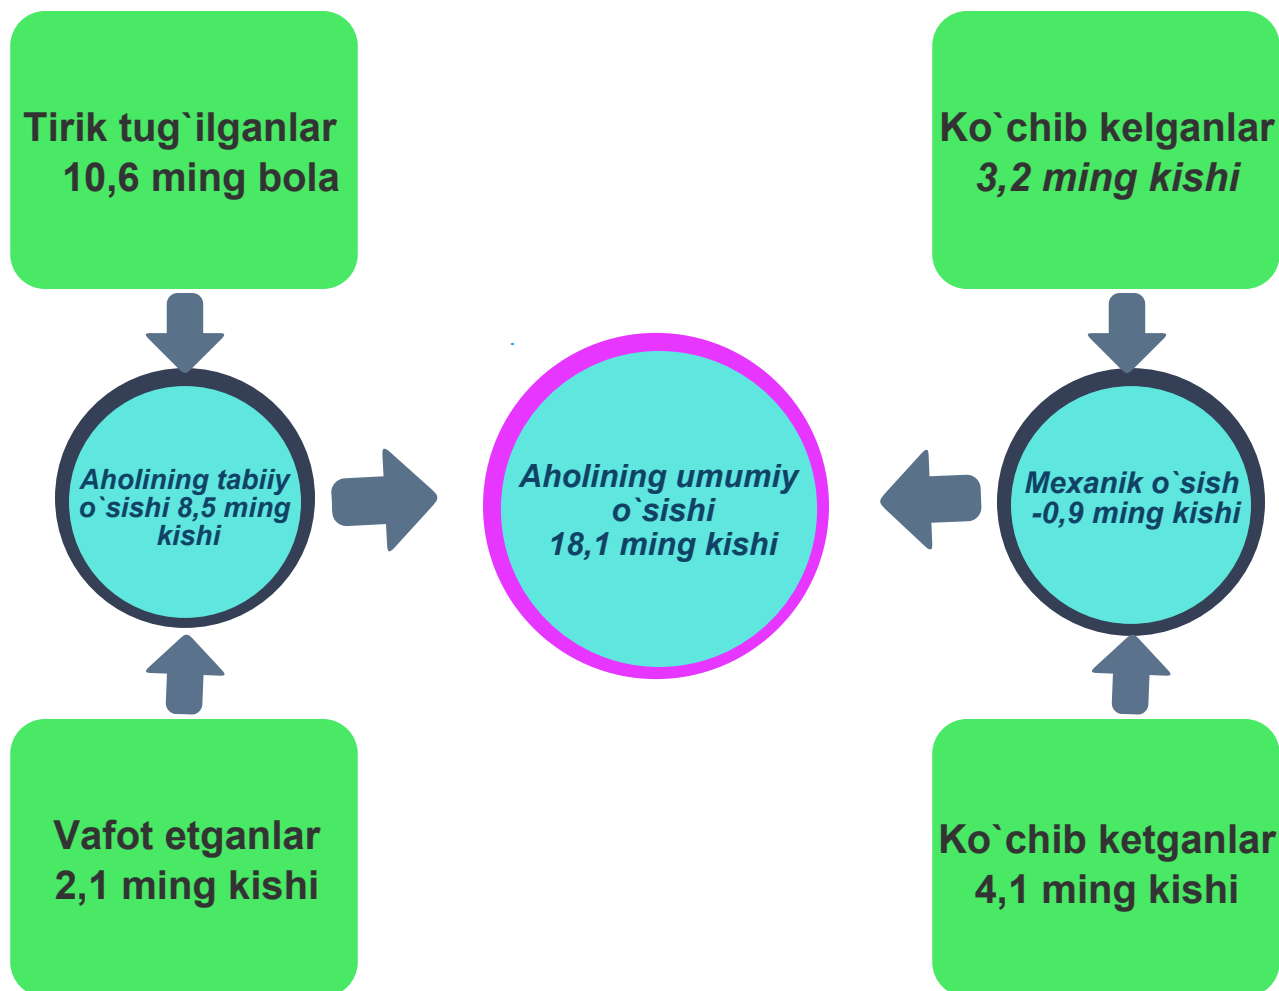 Tirik tug`ilganlar
10,6 ming bola
Ko`chib kelganlar
3,2 ming kishi
Aholining tabiiy
o`sishi 8,5 ming
kishi
Aholining umumiy
o`sishi
18,1 ming kishi
Mexanik o`sish
-0,9 ming kishi
Vafot etganlar
2,1 ming kishi
Ko`chib ketganlar
4,1 ming kishi